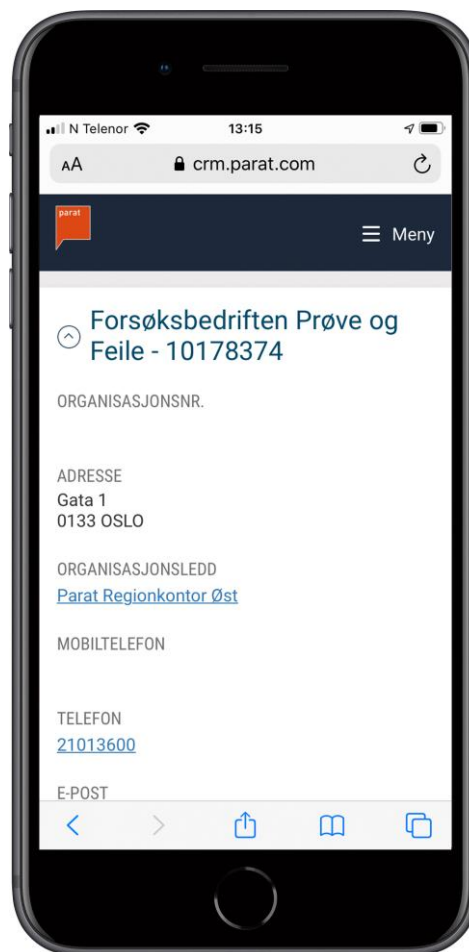 N Telenor 13:15
AA crm.parat.com
parat
Meny
Forsøksbedriften Prøve og
Feile - 10178374
ORGANISASJONSNR.
ADRESSE
Gata 1
0133 OSLO
ORGANISASJONSLEDD
Parat Regionkontor Øst
MOBILTELEFON
TELEFON
21013600
E-POST